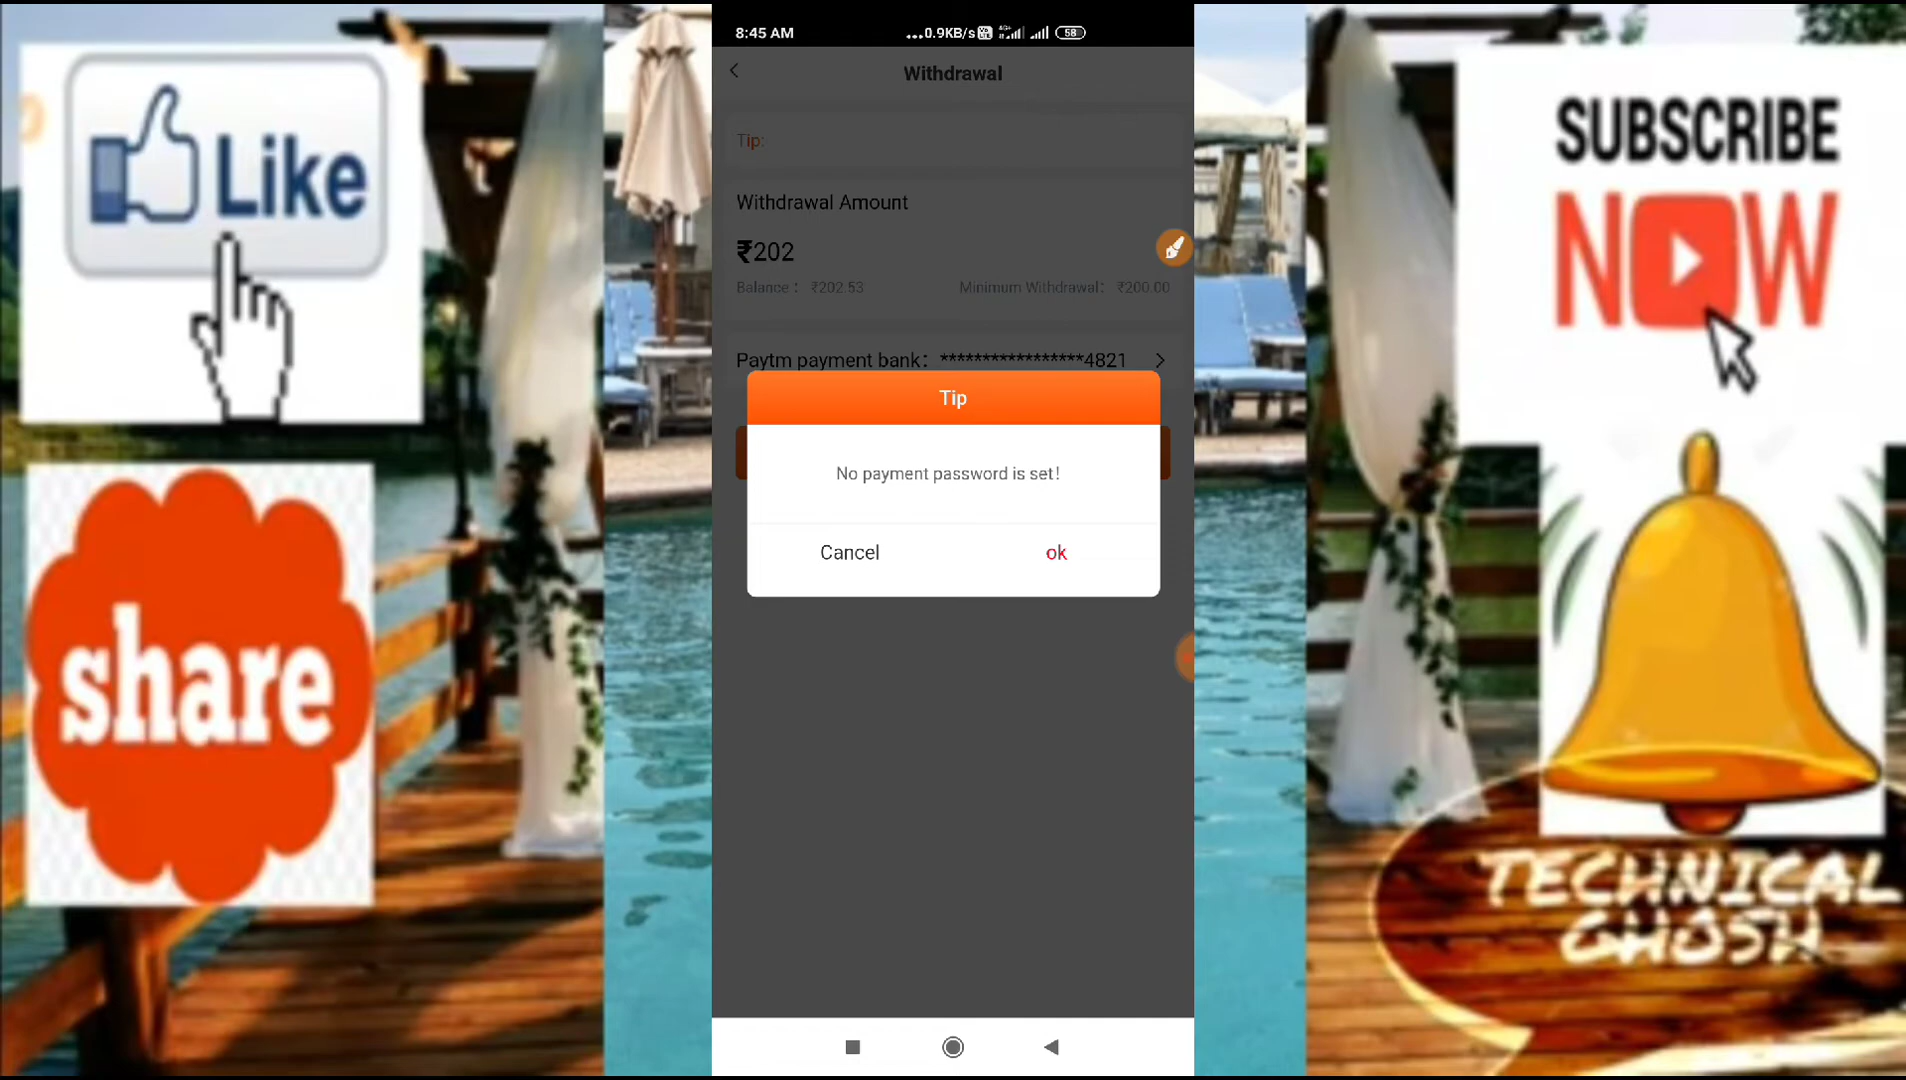 Like
share
8:45 AM
...0.9KB/s
58
Withdrawal
Tip:
Withdrawal Amount
₹202
Balance : ₹202.53
Minimum Withdrawal: ₹200.00
Paytm payment bank: *****************4821
Tip
No payment password is set!
Cancel
ok
SUBSCRIBE
NOW
TECHNICAL
GHOSH